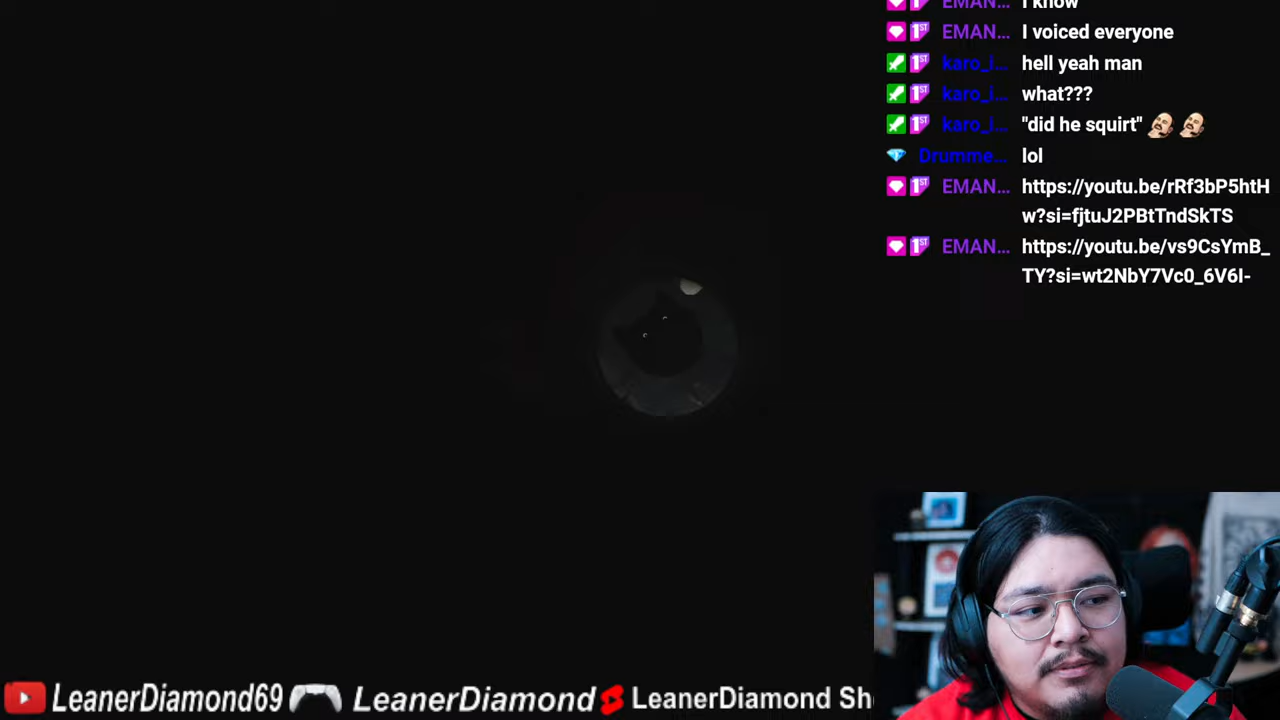 EMAN... I know
EMAN... I voiced everyone
karo_i... hell yeah man
karo_i... what???
karo_i... "did he squirt"
Drumme... lol
EMAN... https://youtu.be/rRf3bP5htH
w?si=fjtuJ2PBtTndSkTS
EMAN... https://youtu.be/vs9CsYmB_
TY?si=wt2NbY7Vc0_6V6I-
LeanerDiamond69 LeanerDiamond LeanerDiamond Sh